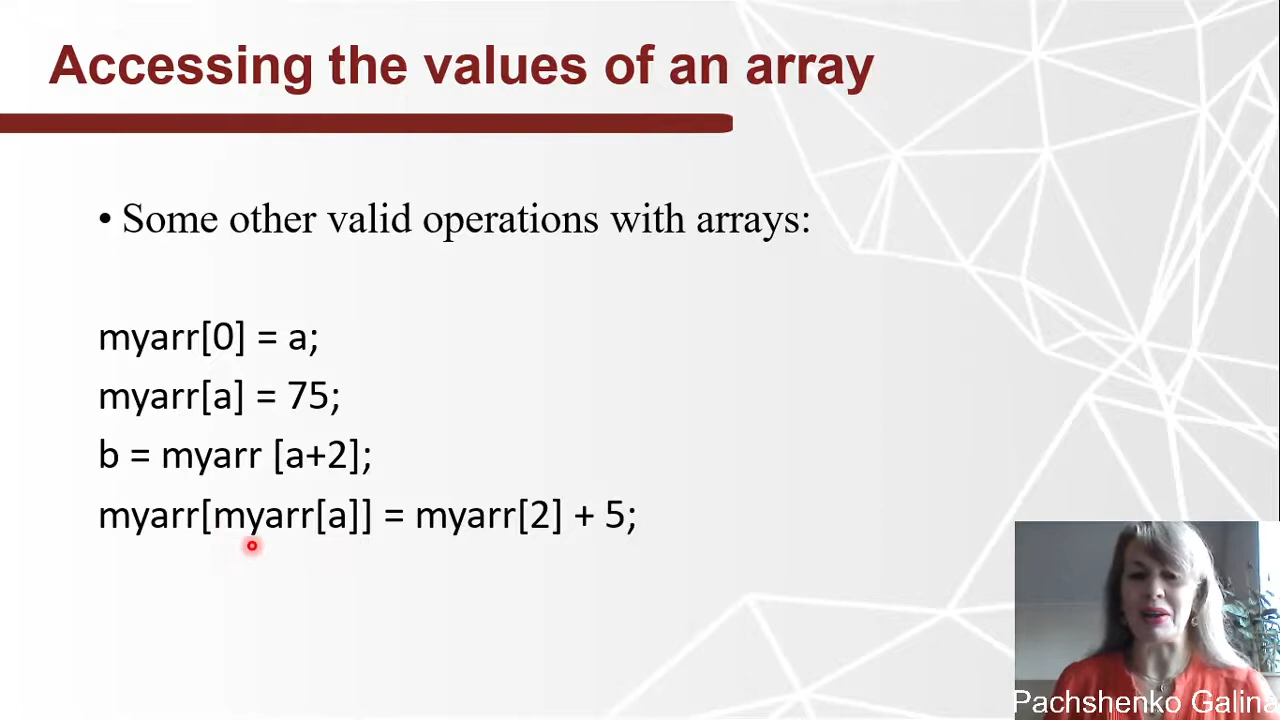 Accessing the values of an array
• Some other valid operations with arrays:
myarr[0] = a;
myarr[a] = 75;
b = myarr [a+2];
myarr[myarr[a]] = myarr[2] + 5;
Pachshenko Galina